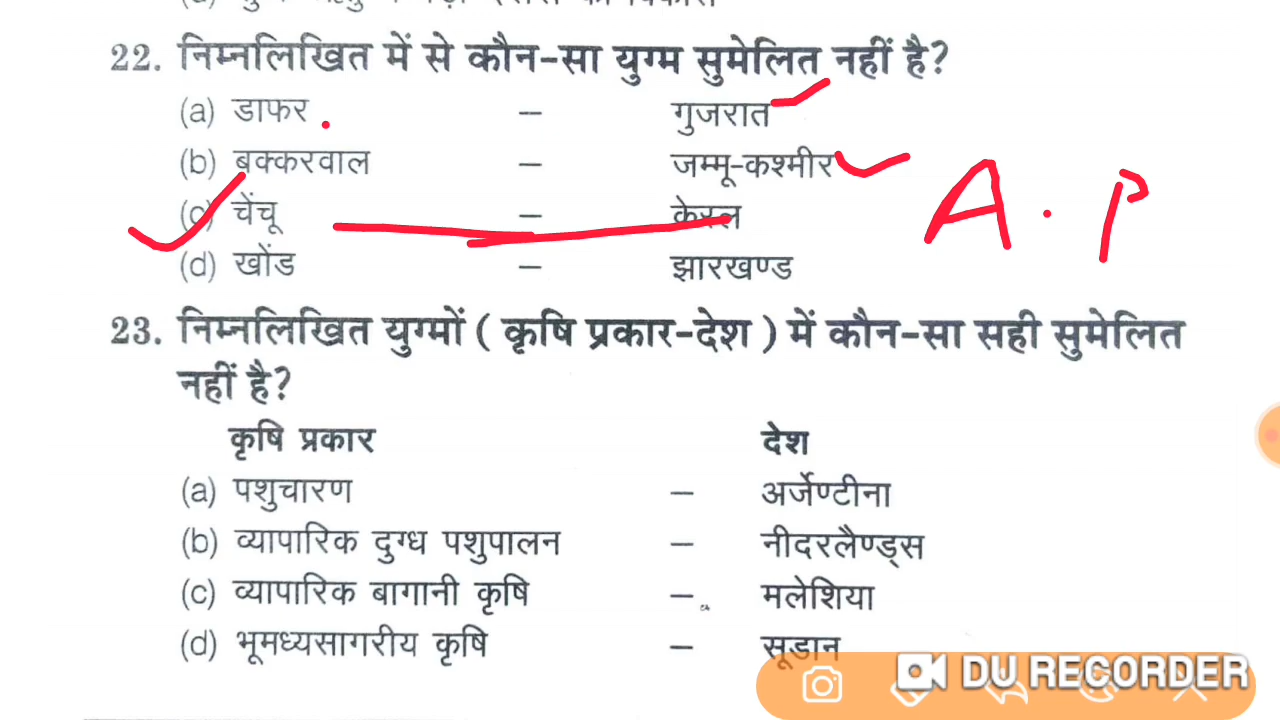 22. निम्नलिखित में से कौन-सा युग्म सुमेलित नहीं है?
(a) डाफर – गुजरात
(b) बक्करवाल – जम्मू-कश्मीर
(c) चेंचू – केरल
A.P
(d) खोंड – झारखण्ड
23. निम्नलिखित युग्मों ( कृषि प्रकार-देश ) में कौन-सा सही सुमेलित
नहीं है?
कृषि प्रकार देश
(a) पशुचारण – अर्जेण्टीना
(b) व्यापारिक दुग्ध पशुपालन – नीदरलैण्ड्स
(c) व्यापारिक बागानी कृषि – मलेशिया
(d) भूमध्यसागरीय कृषि – सूडान
DU RECORDER